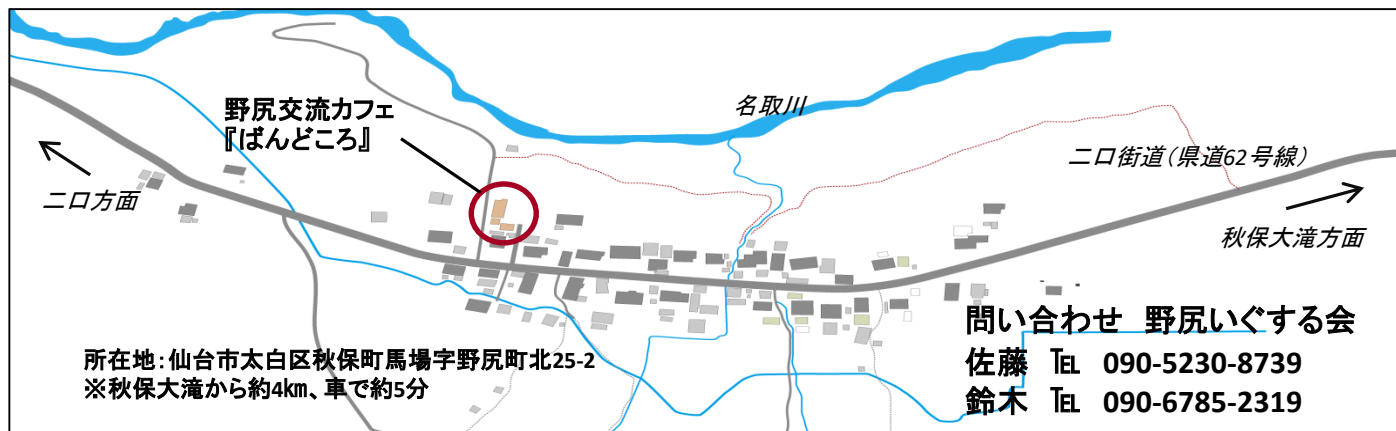 名取川
野尻交流カフェ
『ばんどころ』
二口街道（県道62号線）
二口方面
秋保大滝方面
所在地：仙台市太白区秋保町馬場字野尻町北25-2
※秋保大滝から約4㎞、車で約5分
問い合わせ　野尻いぐする会
佐藤　℡　090-5230-8739
鈴木　℡　090-6785-2319